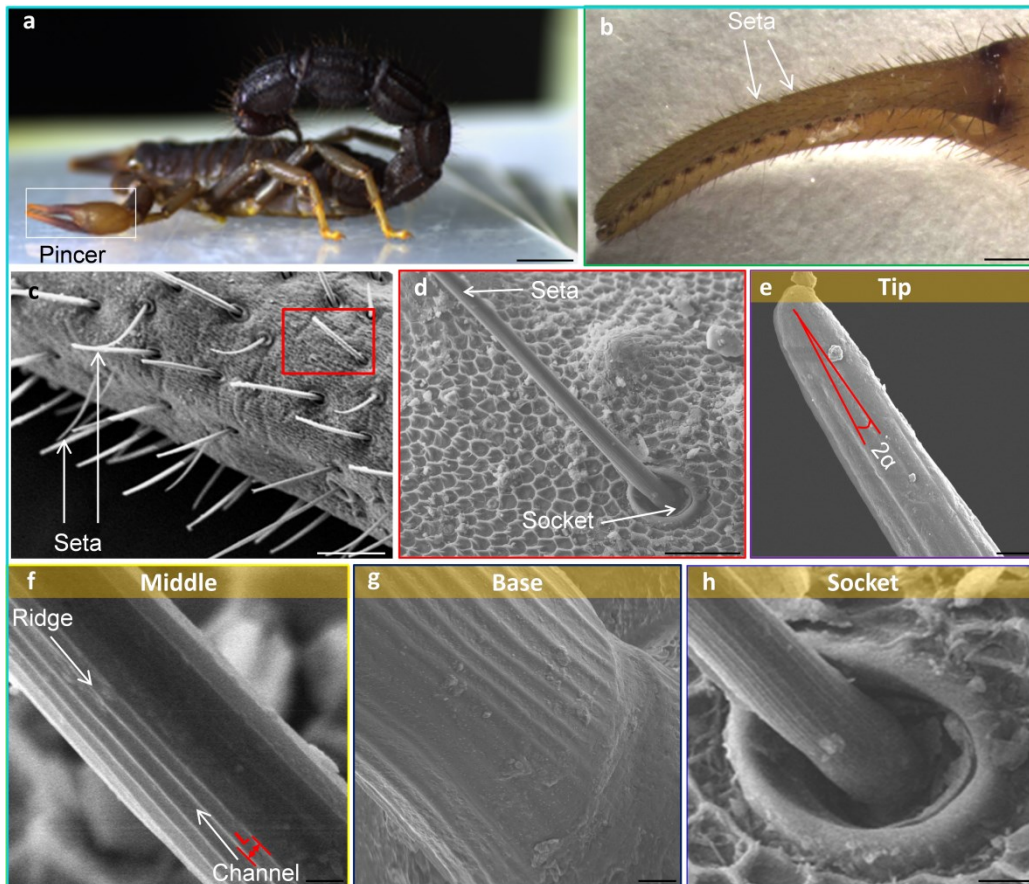 a
Pincer
b
Seta
c
Seta
d
Seta
Socket
e
Tip
2α
f
Middle
Ridge
Channel
g
Base
h
Socket